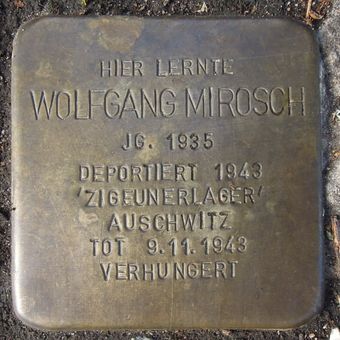 HIER LERNTE
WOLFGANG MIROSCH
JG. 1935
DEPORTIERT 1943
'ZIGEUNERLAGER'
AUSCHWITZ
TOT 9.11.1943
VERHUNGERT